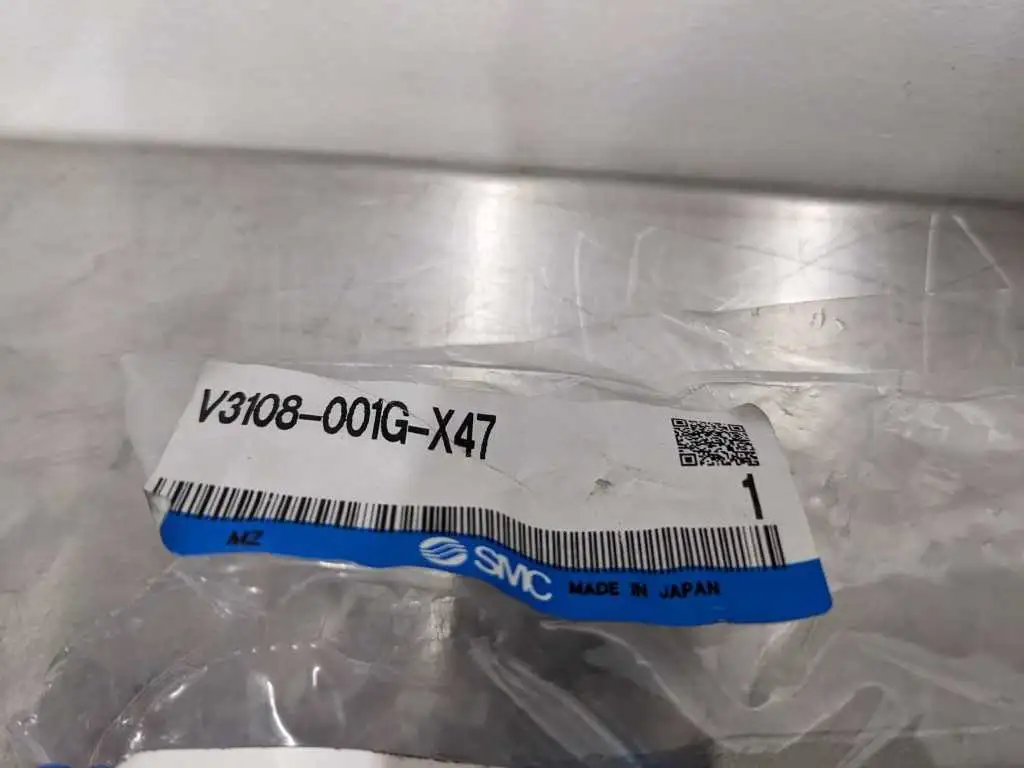 V3108-001G-X47
1
MZ
SMC MADE IN JAPAN